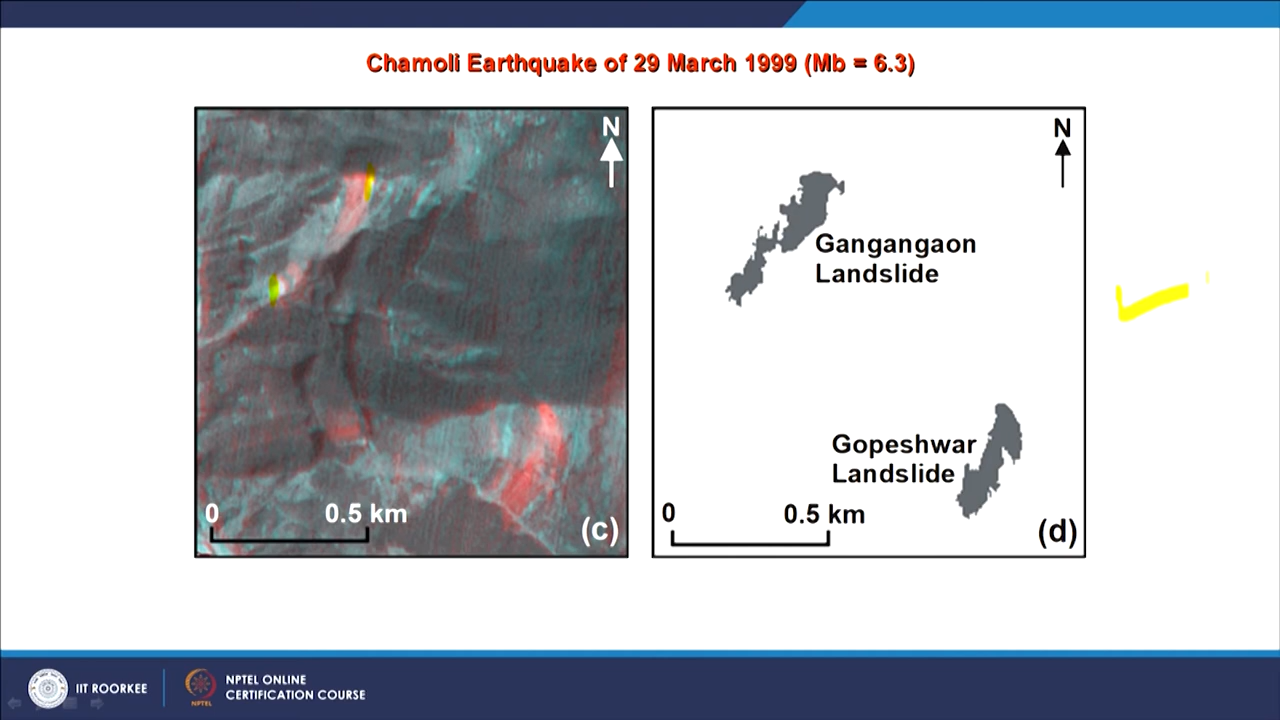 Chamoli Earthquake of 29 March 1999 (Mb = 6.3)
N
0
0.5 km
(c)
N
Gangangaon
Landslide
Gopeshwar
Landslide
0
0.5 km
(d)
IIT ROORKEE
NPTEL
NPTEL ONLINE
CERTIFICATION COURSE